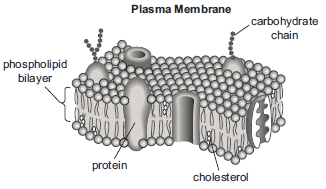 Plasma Membrane
carbohydrate
chain
phospholipid
bilayer
protein
cholesterol